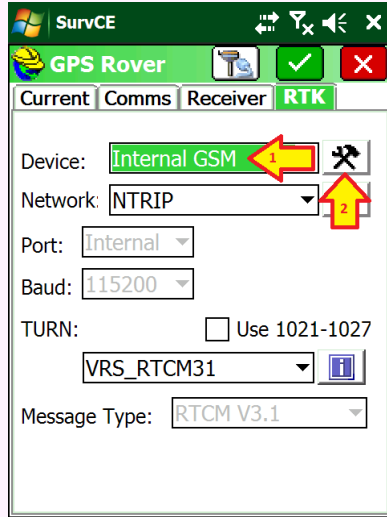 SurvCE
GPS Rover
Current Comms Receiver RTK
Device: Internal GSM 1
Network: NTRIP 2
Port: Internal
Baud: 115200
TURN: Use 1021-1027
VRS_RTCM31
Message Type: RTCM V3.1